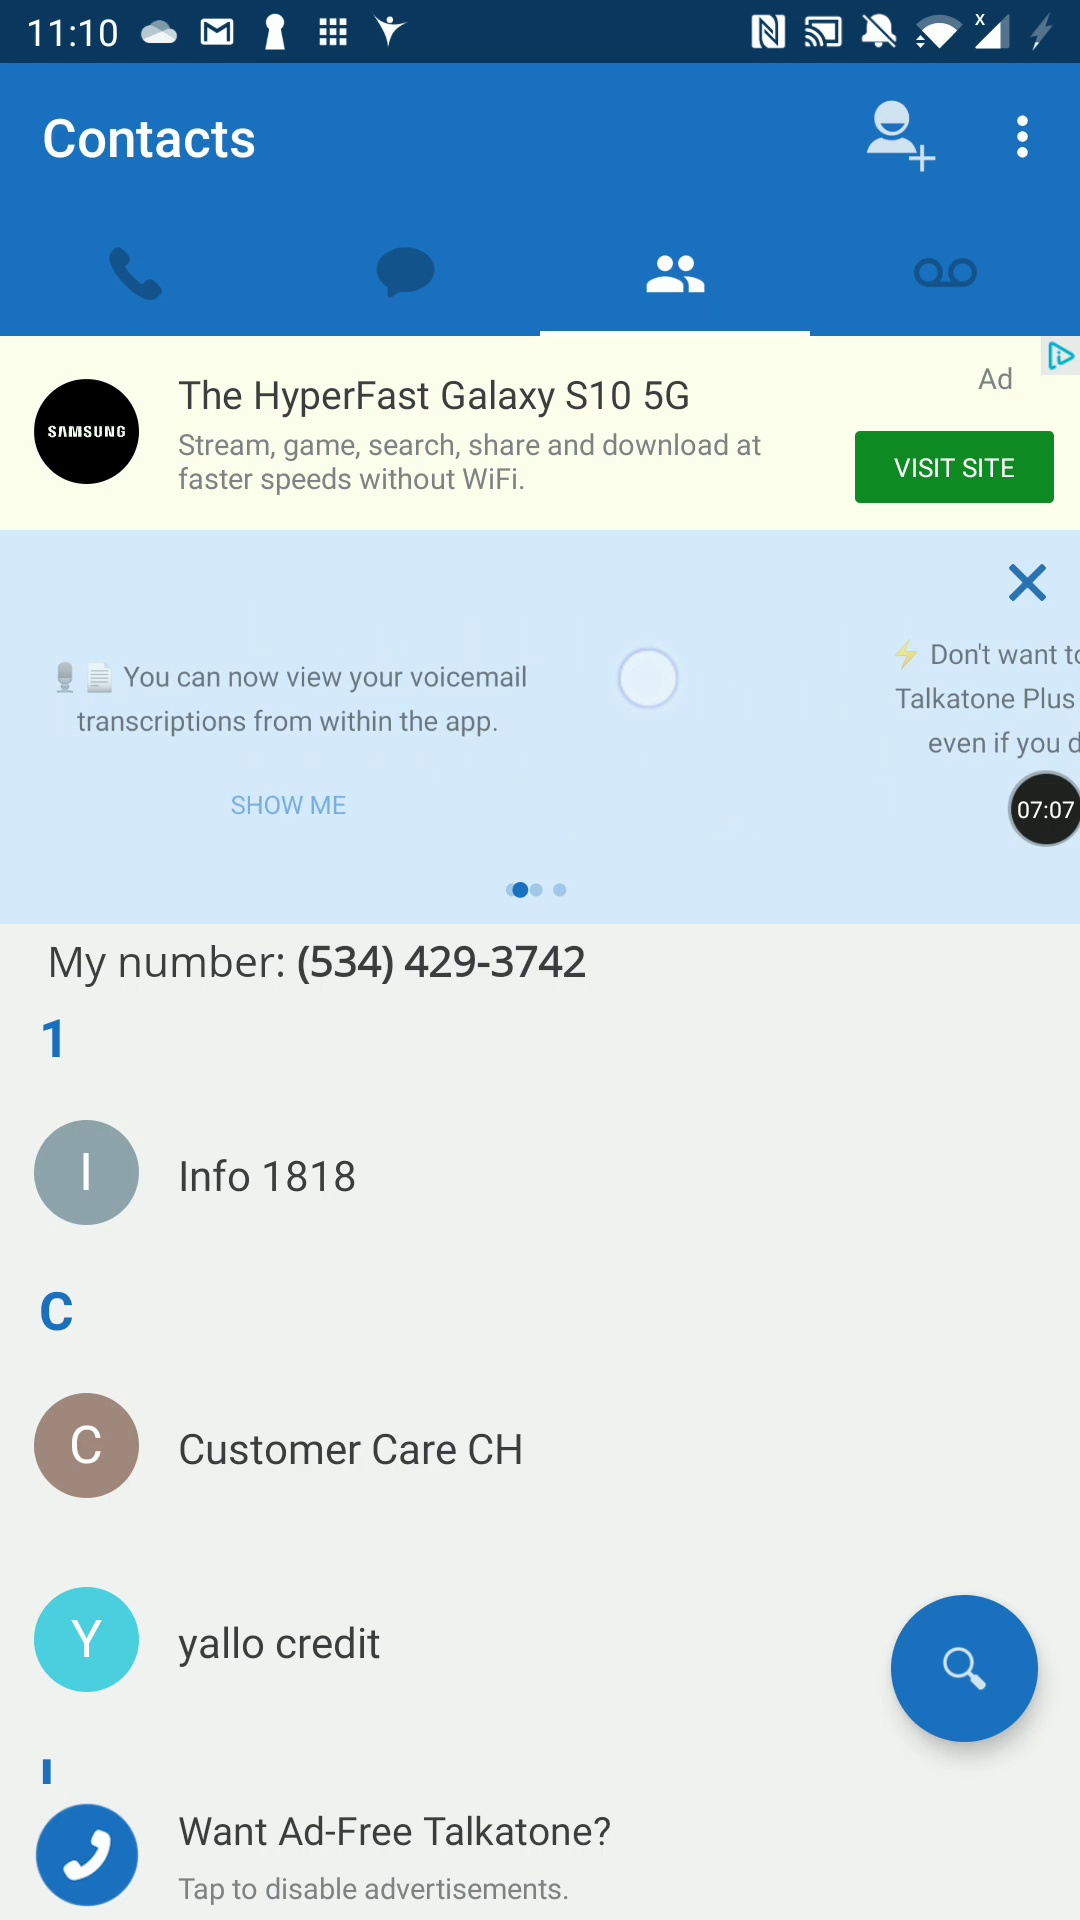 11:10
Contacts
SAMSUNG
The HyperFast Galaxy S10 5G
Stream, game, search, share and download at
faster speeds without WiFi.
Ad
VISIT SITE
You can now view your voicemail
transcriptions from within the app.
SHOW ME
Don't want to
Talkatone Plus
even if you d
07:07
My number: (534) 429-3742
1
I
Info 1818
C
C
Customer Care CH
Y
yallo credit
Want Ad-Free Talkatone?
Tap to disable advertisements.